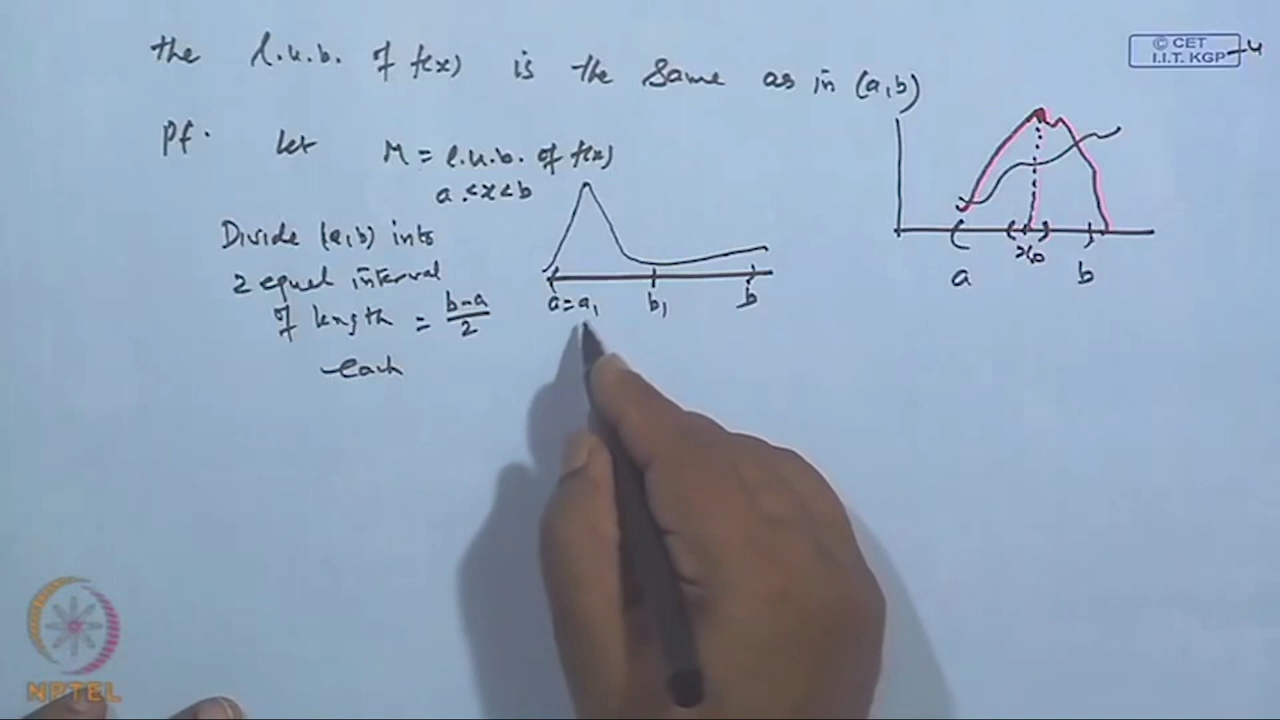 the l.u.b. of f(x) is the same as in (a,b)
© CET
I.I.T. KGP
-4
Pf. Let M = l.u.b. of f(x)
a < x < b
Divide (a,b) into
2 equal interval
of length = b-a/2
each
a=a₁ b₁ b
x₀
a b
NPTEL